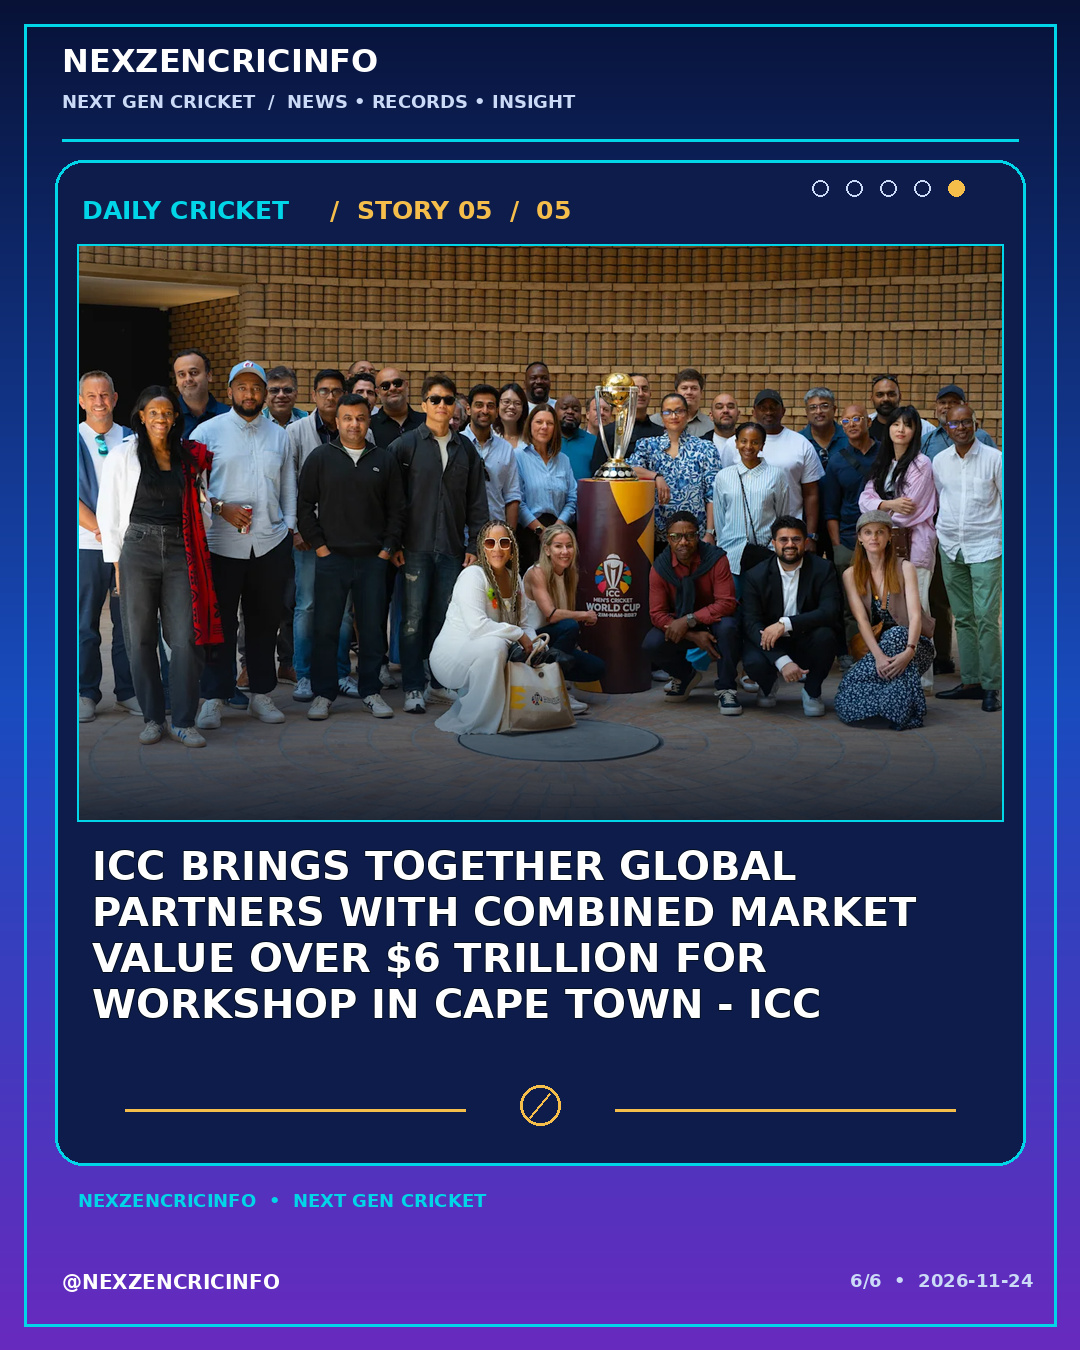 NEXZENCRICINFO
NEXT GEN CRICKET / NEWS • RECORDS • INSIGHT
DAILY CRICKET / STORY 05 / 05
ICC
MEN'S CRICKET
WORLD CUP
ICC BRINGS TOGETHER GLOBAL
PARTNERS WITH COMBINED MARKET
VALUE OVER $6 TRILLION FOR
WORKSHOP IN CAPE TOWN - ICC
NEXZENCRICINFO • NEXT GEN CRICKET
@NEXZENCRICINFO
6/6 • 2026-11-24